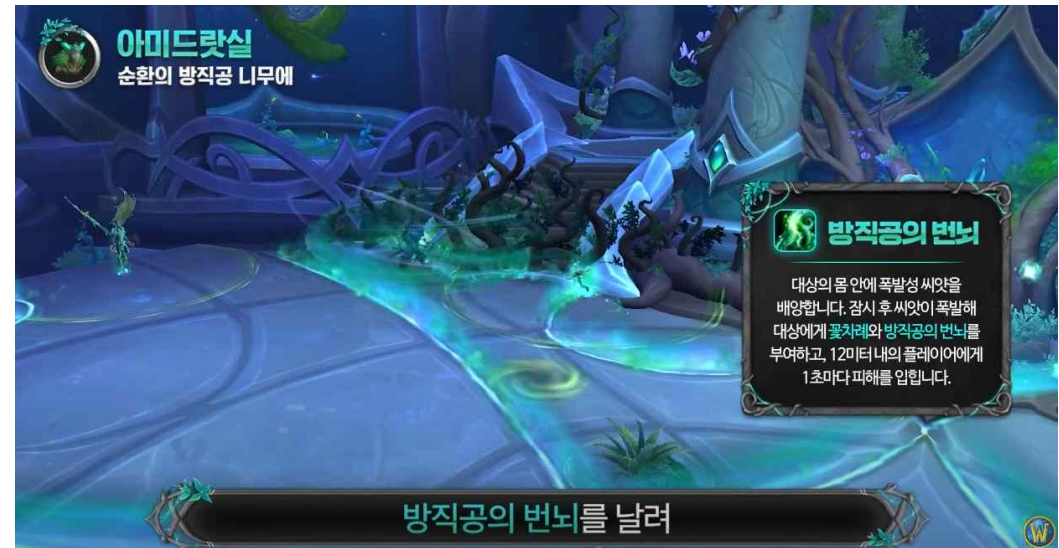 아미드랏실
순환의 방직공 니무에
방직공의 번뇌
대상의 몸 안에 폭발성 씨앗을
배양합니다. 잠시 후 씨앗이 폭발해
대상에게 꽃차례와 방직공의 번뇌를
부여하고, 12미터 내의 플레이어에게
1초마다 피해를 입힙니다.
방직공의 번뇌를 날려
W